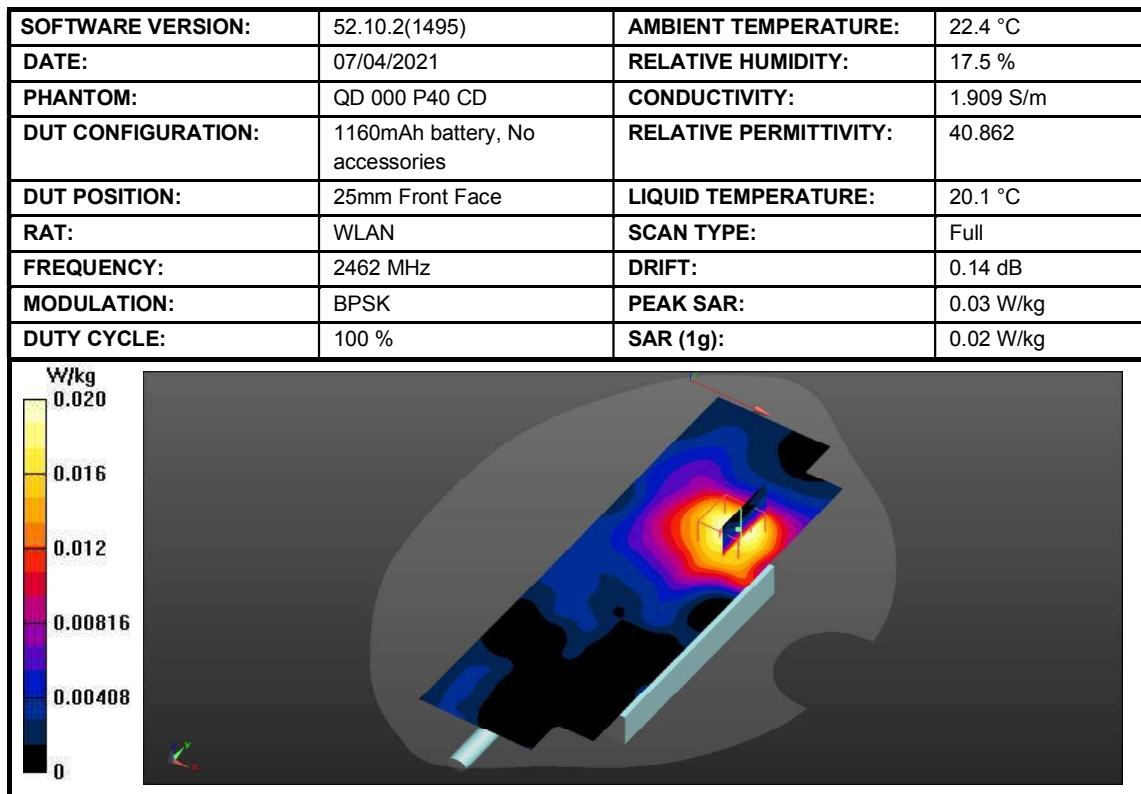 SOFTWARE VERSION: 52.10.2(1495) AMBIENT TEMPERATURE: 22.4 °C
DATE: 07/04/2021 RELATIVE HUMIDITY: 17.5 %
PHANTOM: QD 000 P40 CD CONDUCTIVITY: 1.909 S/m
DUT CONFIGURATION: 1160mAh battery, No RELATIVE PERMITTIVITY: 40.862
accessories
DUT POSITION: 25mm Front Face LIQUID TEMPERATURE: 20.1 °C
RAT: WLAN SCAN TYPE: Full
FREQUENCY: 2462 MHz DRIFT: 0.14 dB
MODULATION: BPSK PEAK SAR: 0.03 W/kg
DUTY CYCLE: 100 % SAR (1g): 0.02 W/kg
W/kg
0.020
0.016
0.012
0.00816
0.00408
0
y
x